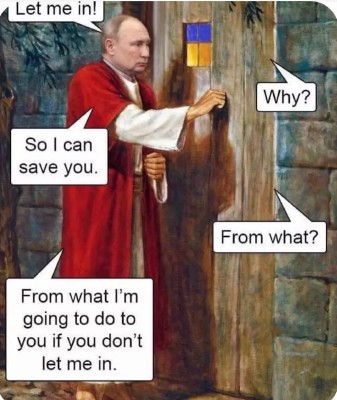 Let me in!
Why?
So I can
save you.
From what?
From what I'm
going to do to
you if you don't
let me in.